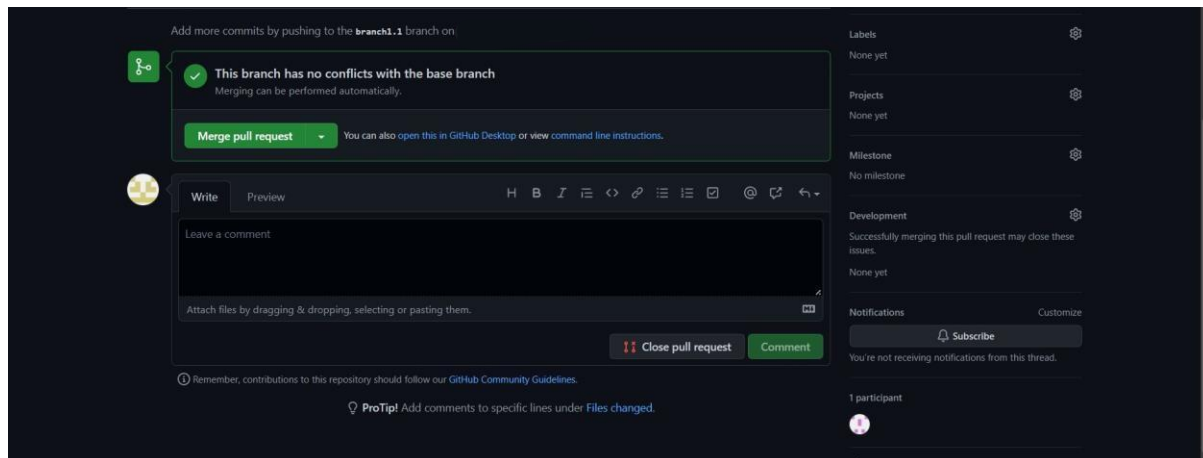 Add more commits by pushing to the branch1.1 branch on
This branch has no conflicts with the base branch
Merging can be performed automatically.
Merge pull request
You can also open this in GitHub Desktop or view command line instructions.
Write
Preview
H B I
@
Leave a comment
Attach files by dragging & dropping, selecting or pasting them.
Close pull request
Comment
Remember, contributions to this repository should follow our GitHub Community Guidelines.
ProTip! Add comments to specific lines under Files changed.
Labels
None yet
Projects
None yet
Milestone
No milestone
Development
Successfully merging this pull request may close these
issues.
None yet
Notifications
Customize
Subscribe
You're not receiving notifications from this thread.
1 participant